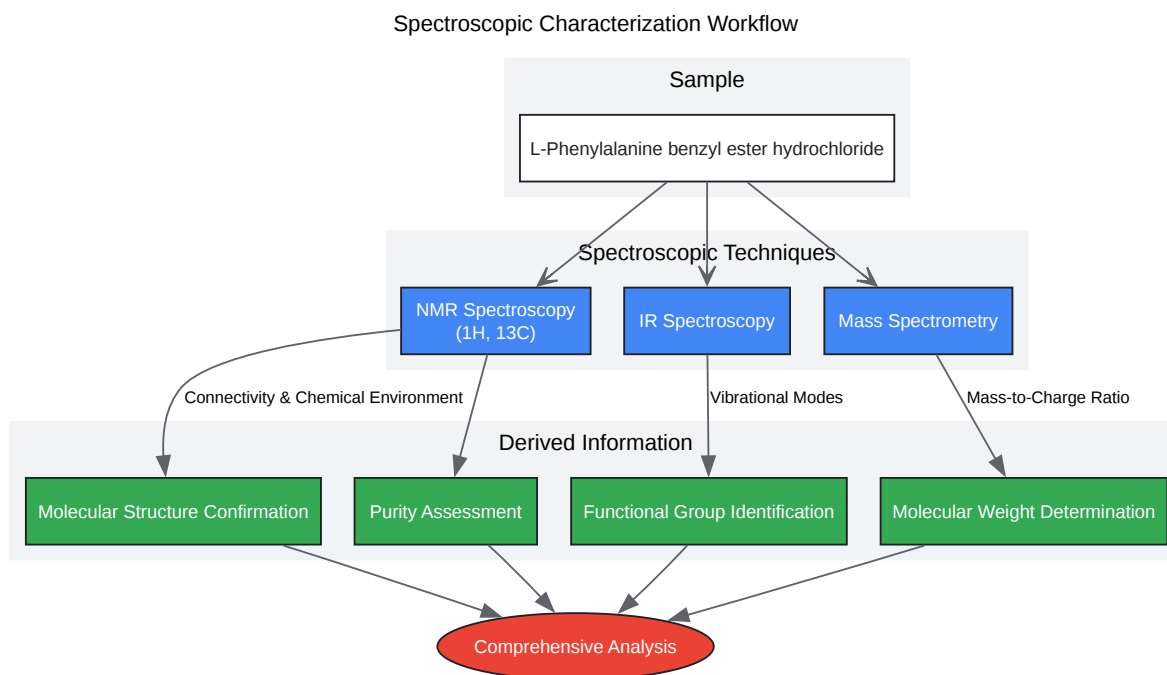 Spectroscopic Characterization Workflow
Sample
L-Phenylalanine benzyl ester hydrochloride
Spectroscopic Techniques
NMR Spectroscopy
(1H, 13C)
IR Spectroscopy
Mass Spectrometry
Connectivity & Chemical Environment
Vibrational Modes
Mass-to-Charge Ratio
Derived Information
Molecular Structure Confirmation
Purity Assessment
Functional Group Identification
Molecular Weight Determination
Comprehensive Analysis